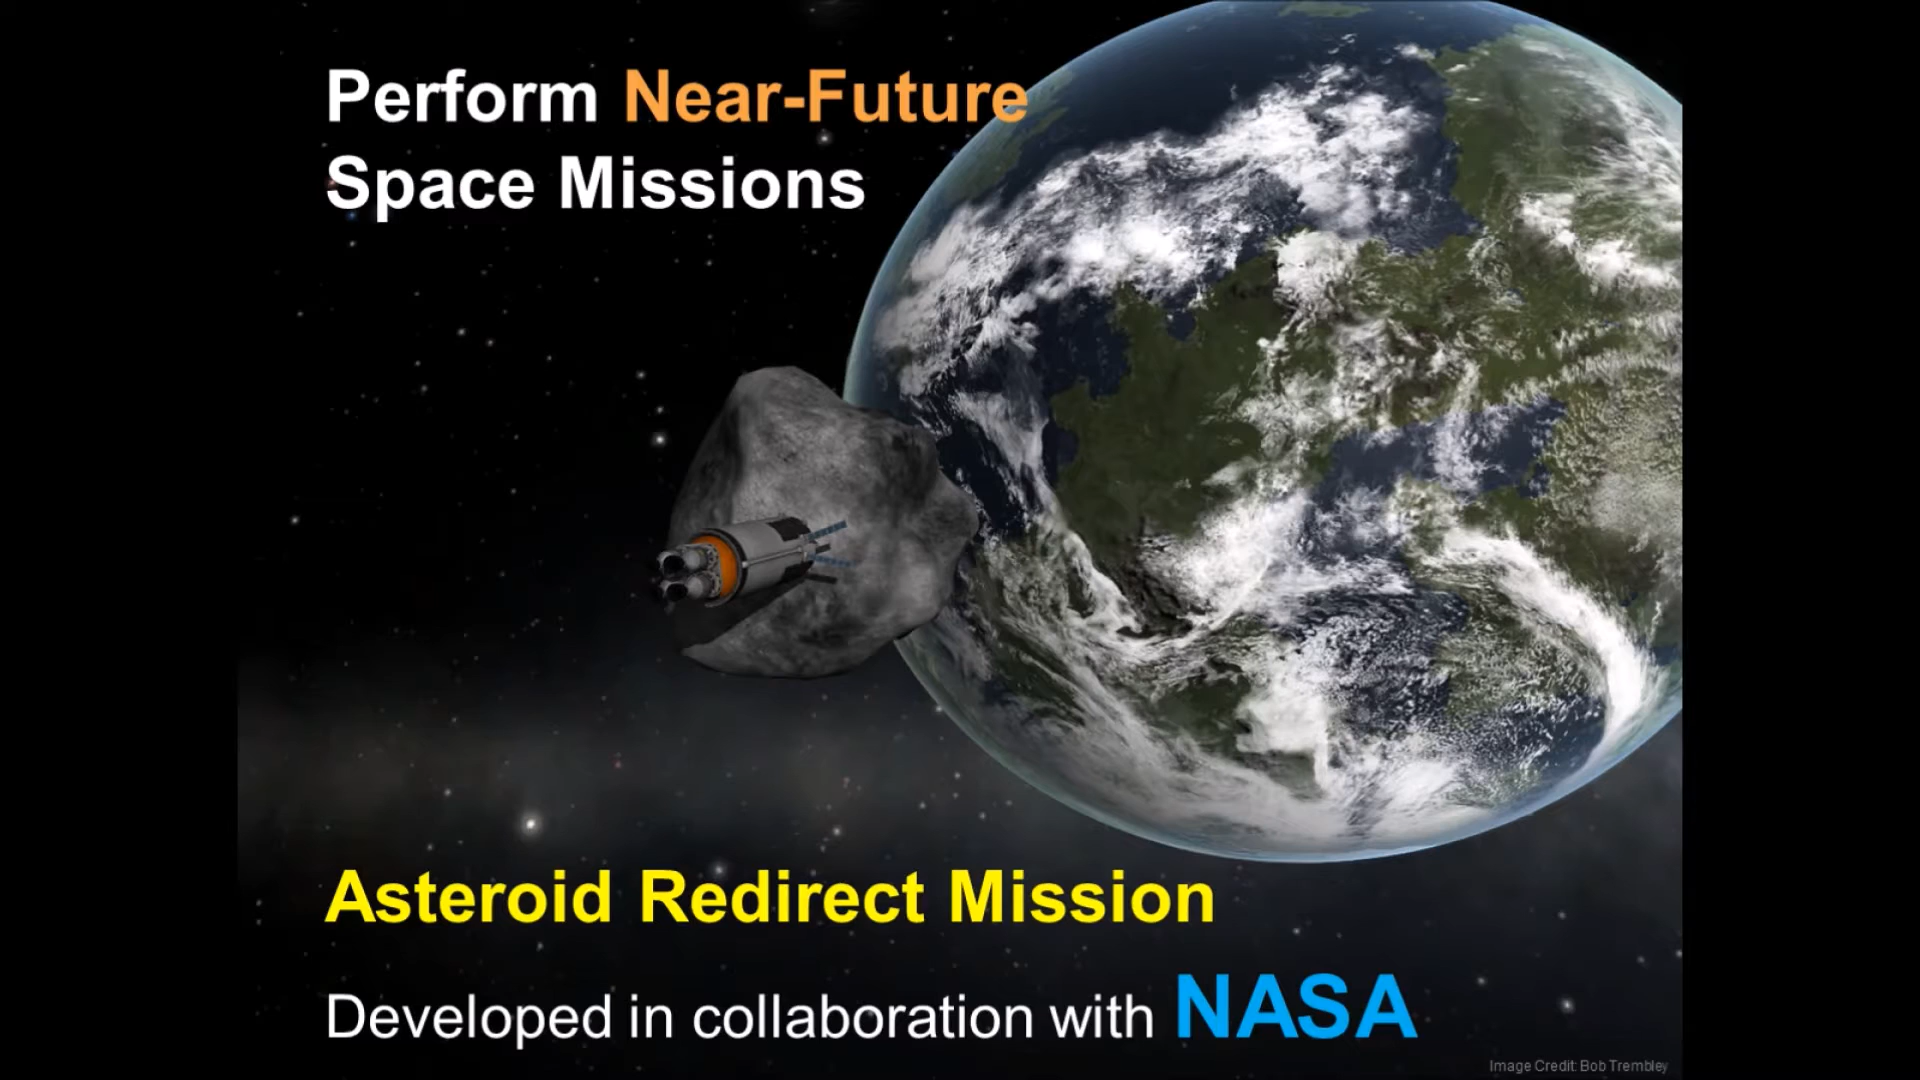 Perform Near-Future
Space Missions
Asteroid Redirect Mission
Developed in collaboration with NASA
Image Credit: Bob Trembley